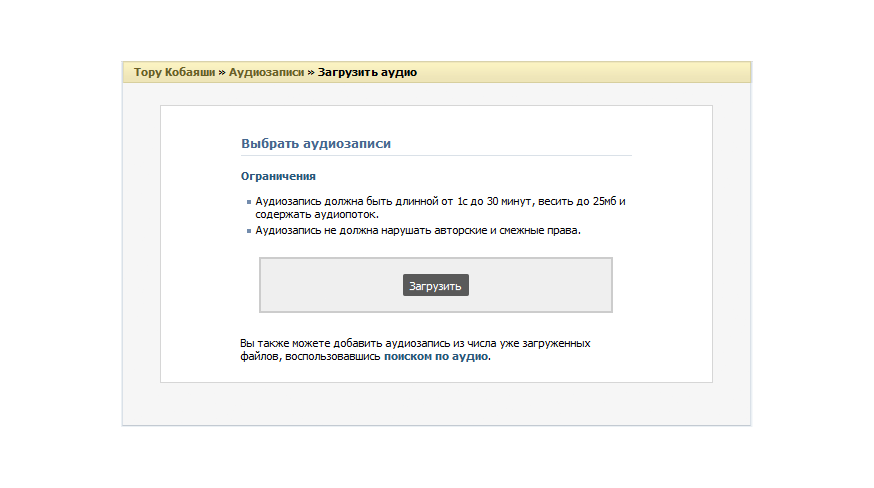 Тору Кобаяши » Аудиозаписи » Загрузить аудио
Выбрать аудиозаписи
Ограничения
Аудиозапись должна быть длинной от 1с до 30 минут, весить до 25мб и
содержать аудиопоток.
Аудиозапись не должна нарушать авторские и смежные права.
Загрузить
Вы также можете добавить аудиозапись из числа уже загруженных
файлов, воспользовавшись поиском по аудио.